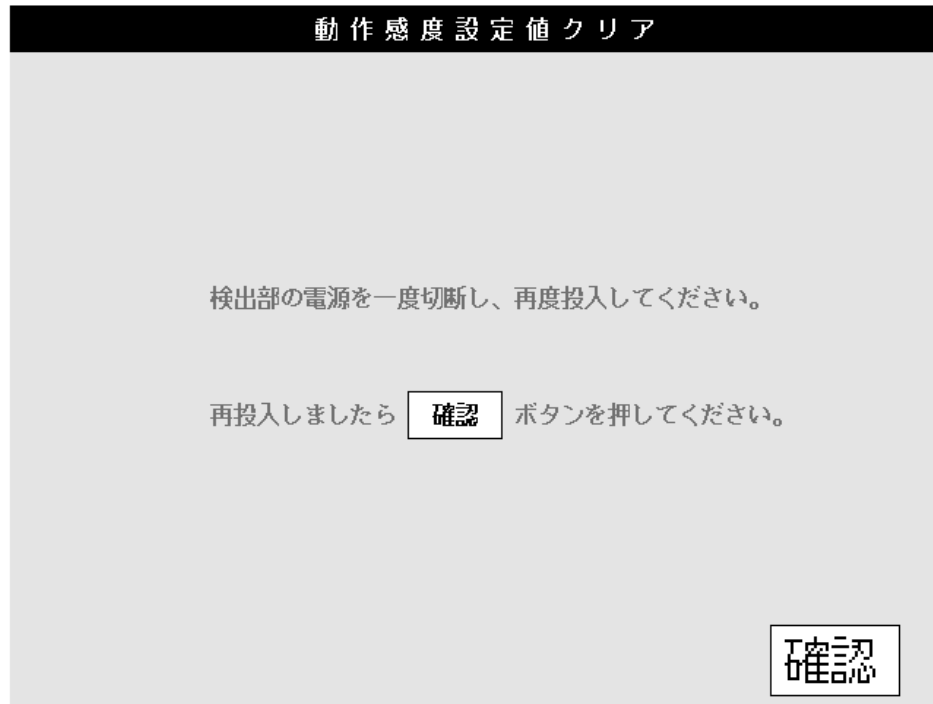 動作感度設定値クリア
検出部の電源を一度切断し、再度投入してください。
再投入しましたら 確認 ボタンを押してください。
確認